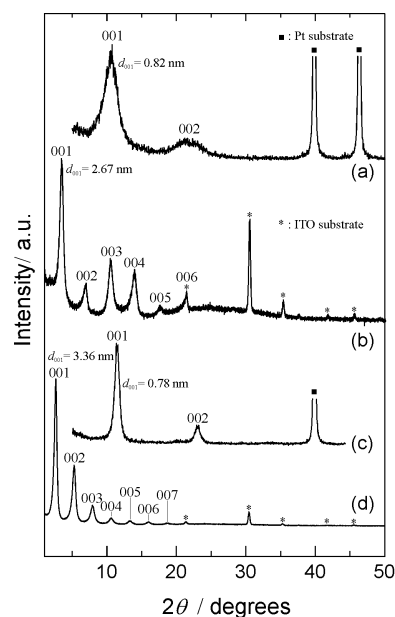 001
■ : Pt substrate
d001 = 0.82 nm
002
(a)
001
d001 = 2.67 nm
* : ITO substrate
002
003
004
005
006
*
*
*
*
*
(b)
001
d001 = 3.36 nm
001
d001 = 0.78 nm
002
(c)
002
003
004
005
006
007
*
*
*
*
*
(d)
Intensity/ a.u.
10 20 30 40 50
2θ / degrees